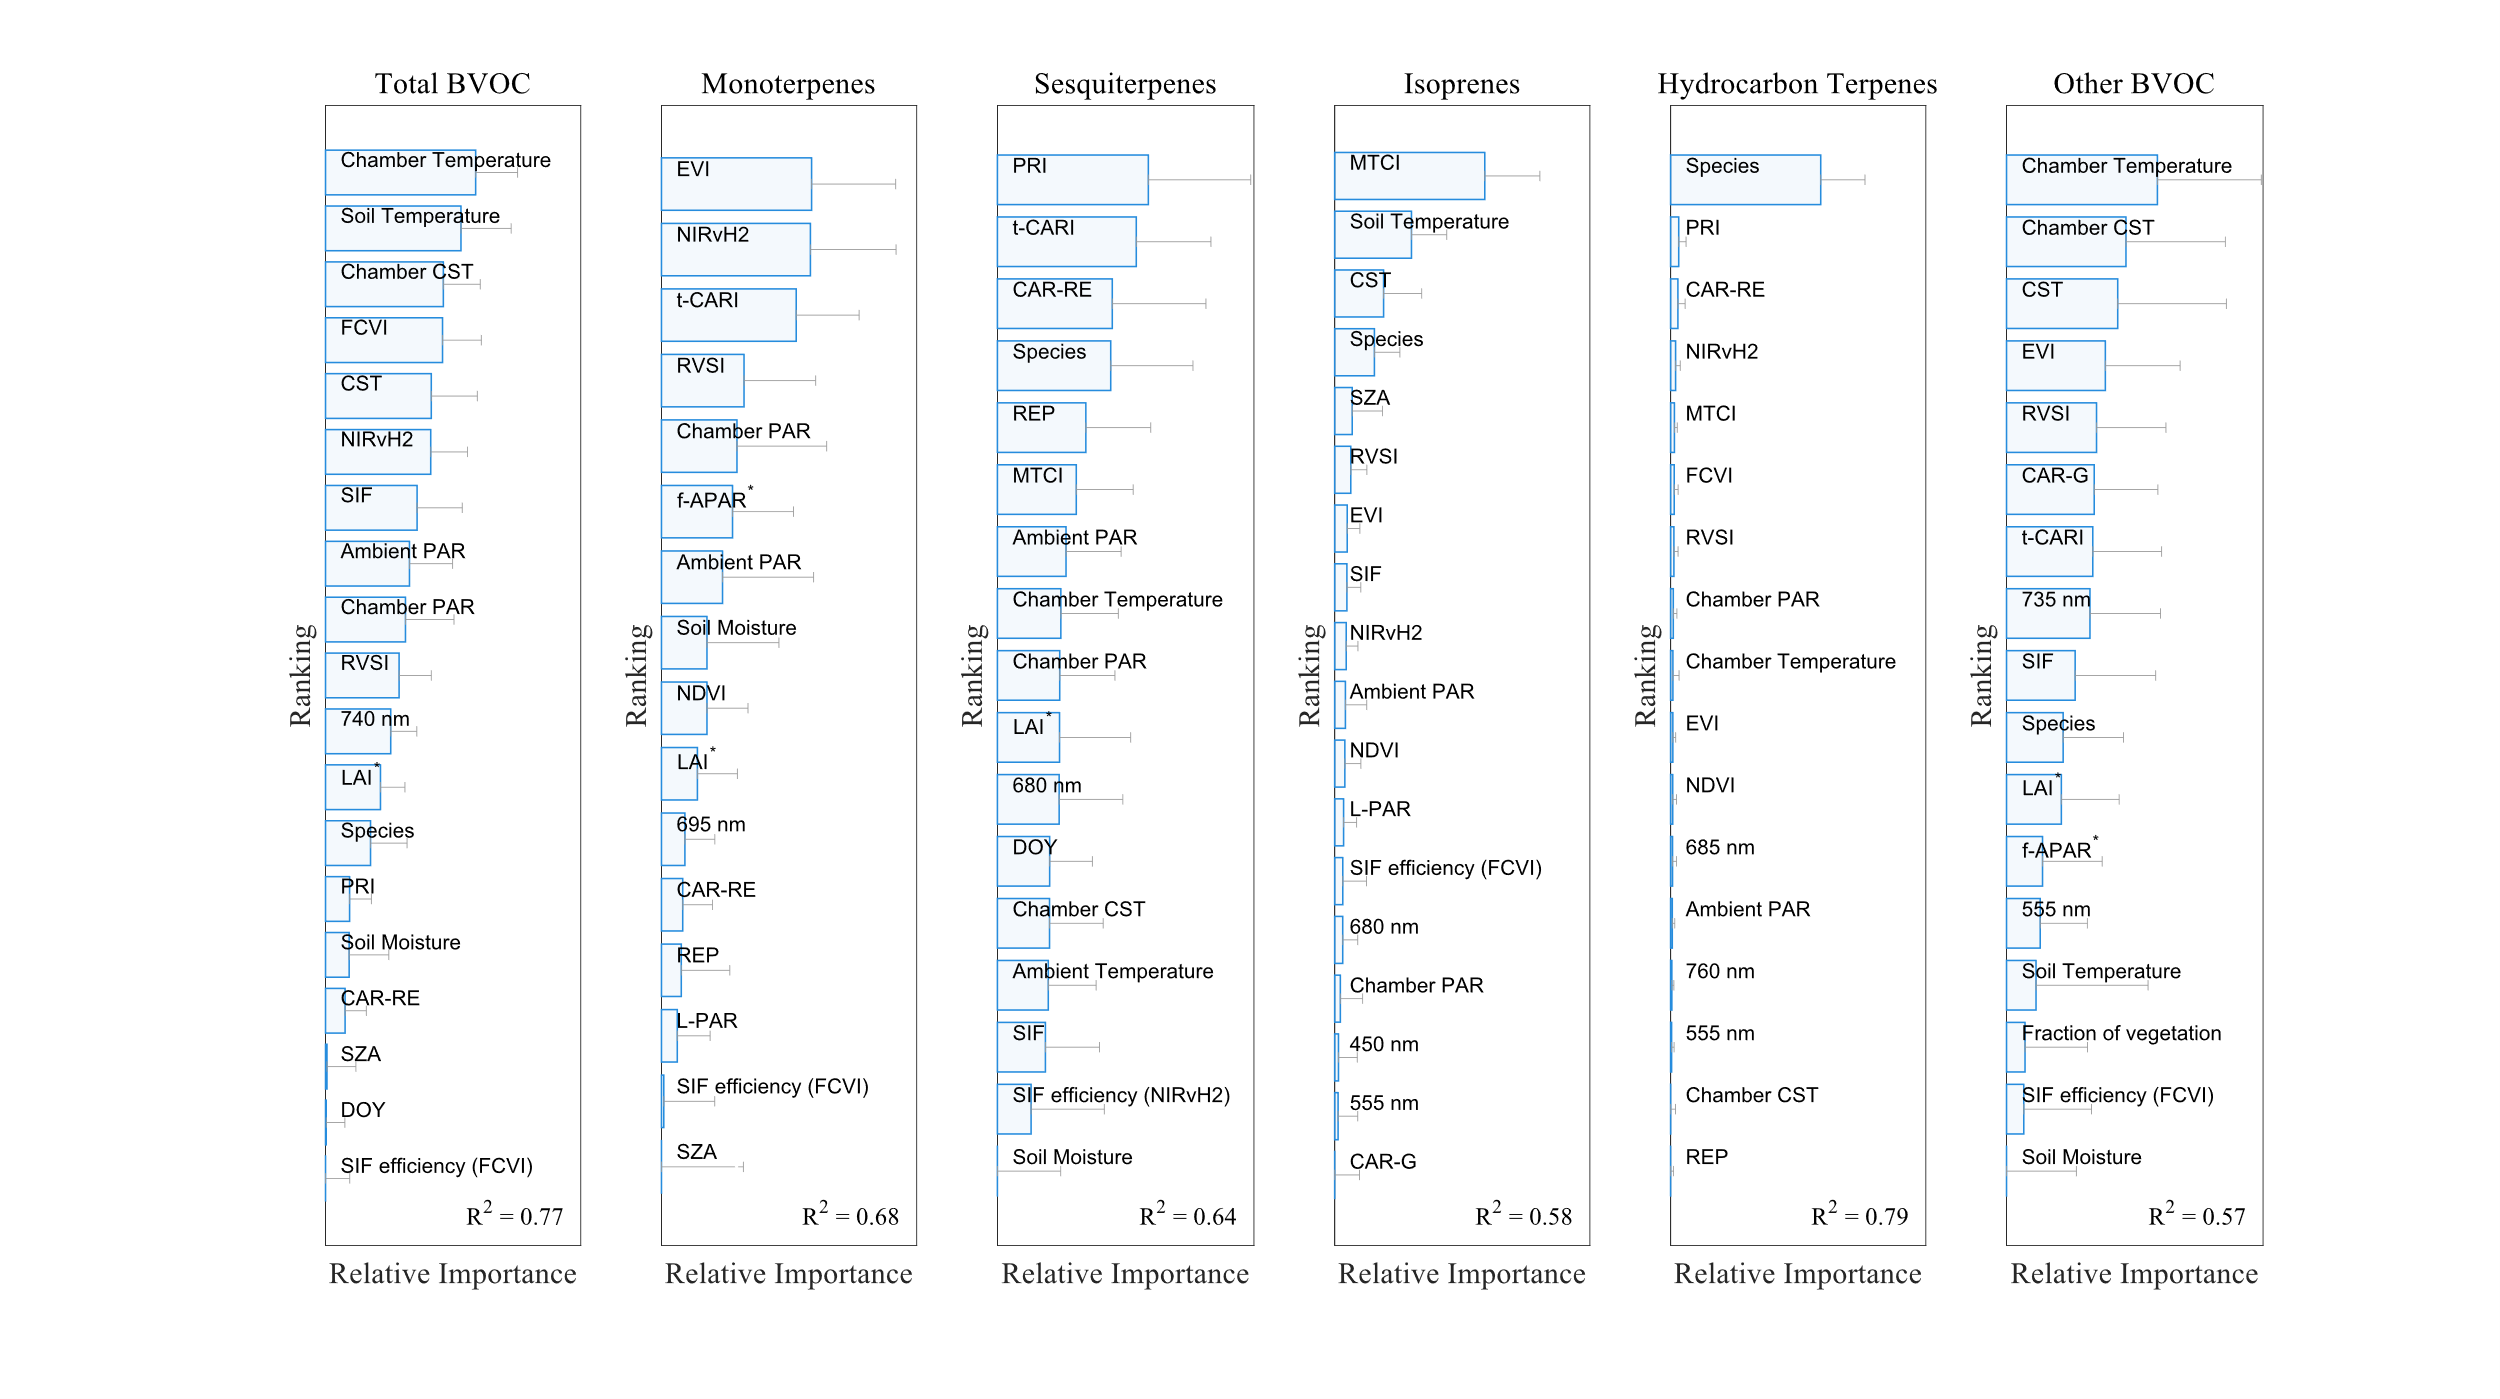 Total BVOC
Chamber Temperature
Soil Temperature
Chamber CST
FCVI
CST
NIRvH2
SIF
Ambient PAR
Chamber PAR
RVSI
740 nm
LAI*
Species
PRI
Soil Moisture
CAR-RE
SZA
DOY
SIF efficiency (FCVI)
R2 = 0.77
Ranking
Relative Importance
Monoterpenes
EVI
NIRvH2
t-CARI
RVSI
Chamber PAR
f-APAR*
Ambient PAR
Soil Moisture
NDVI
LAI*
695 nm
CAR-RE
REP
L-PAR
SIF efficiency (FCVI)
SZA
R2 = 0.68
Ranking
Relative Importance
Sesquiterpenes
PRI
t-CARI
CAR-RE
Species
REP
MTCI
Ambient PAR
Chamber Temperature
Chamber PAR
LAI*
680 nm
DOY
Chamber CST
Ambient Temperature
SIF
SIF efficiency (NIRvH2)
Soil Moisture
R2 = 0.64
Ranking
Relative Importance
Isoprenes
MTCI
Soil Temperature
CST
Species
SZA
RVSI
EVI
SIF
NIRvH2
Ambient PAR
NDVI
L-PAR
SIF efficiency (FCVI)
680 nm
Chamber PAR
450 nm
555 nm
CAR-G
R2 = 0.58
Ranking
Relative Importance
Hydrocarbon Terpenes
Species
PRI
CAR-RE
NIRvH2
MTCI
FCVI
RVSI
Chamber PAR
Chamber Temperature
EVI
NDVI
685 nm
Ambient PAR
760 nm
555 nm
Chamber CST
REP
R2 = 0.79
Ranking
Relative Importance
Other BVOC
Chamber Temperature
Chamber CST
CST
EVI
RVSI
CAR-G
t-CARI
735 nm
SIF
Species
LAI*
f-APAR*
555 nm
Soil Temperature
Fraction of vegetation
SIF efficiency (FCVI)
Soil Moisture
R2 = 0.57
Ranking
Relative Importance